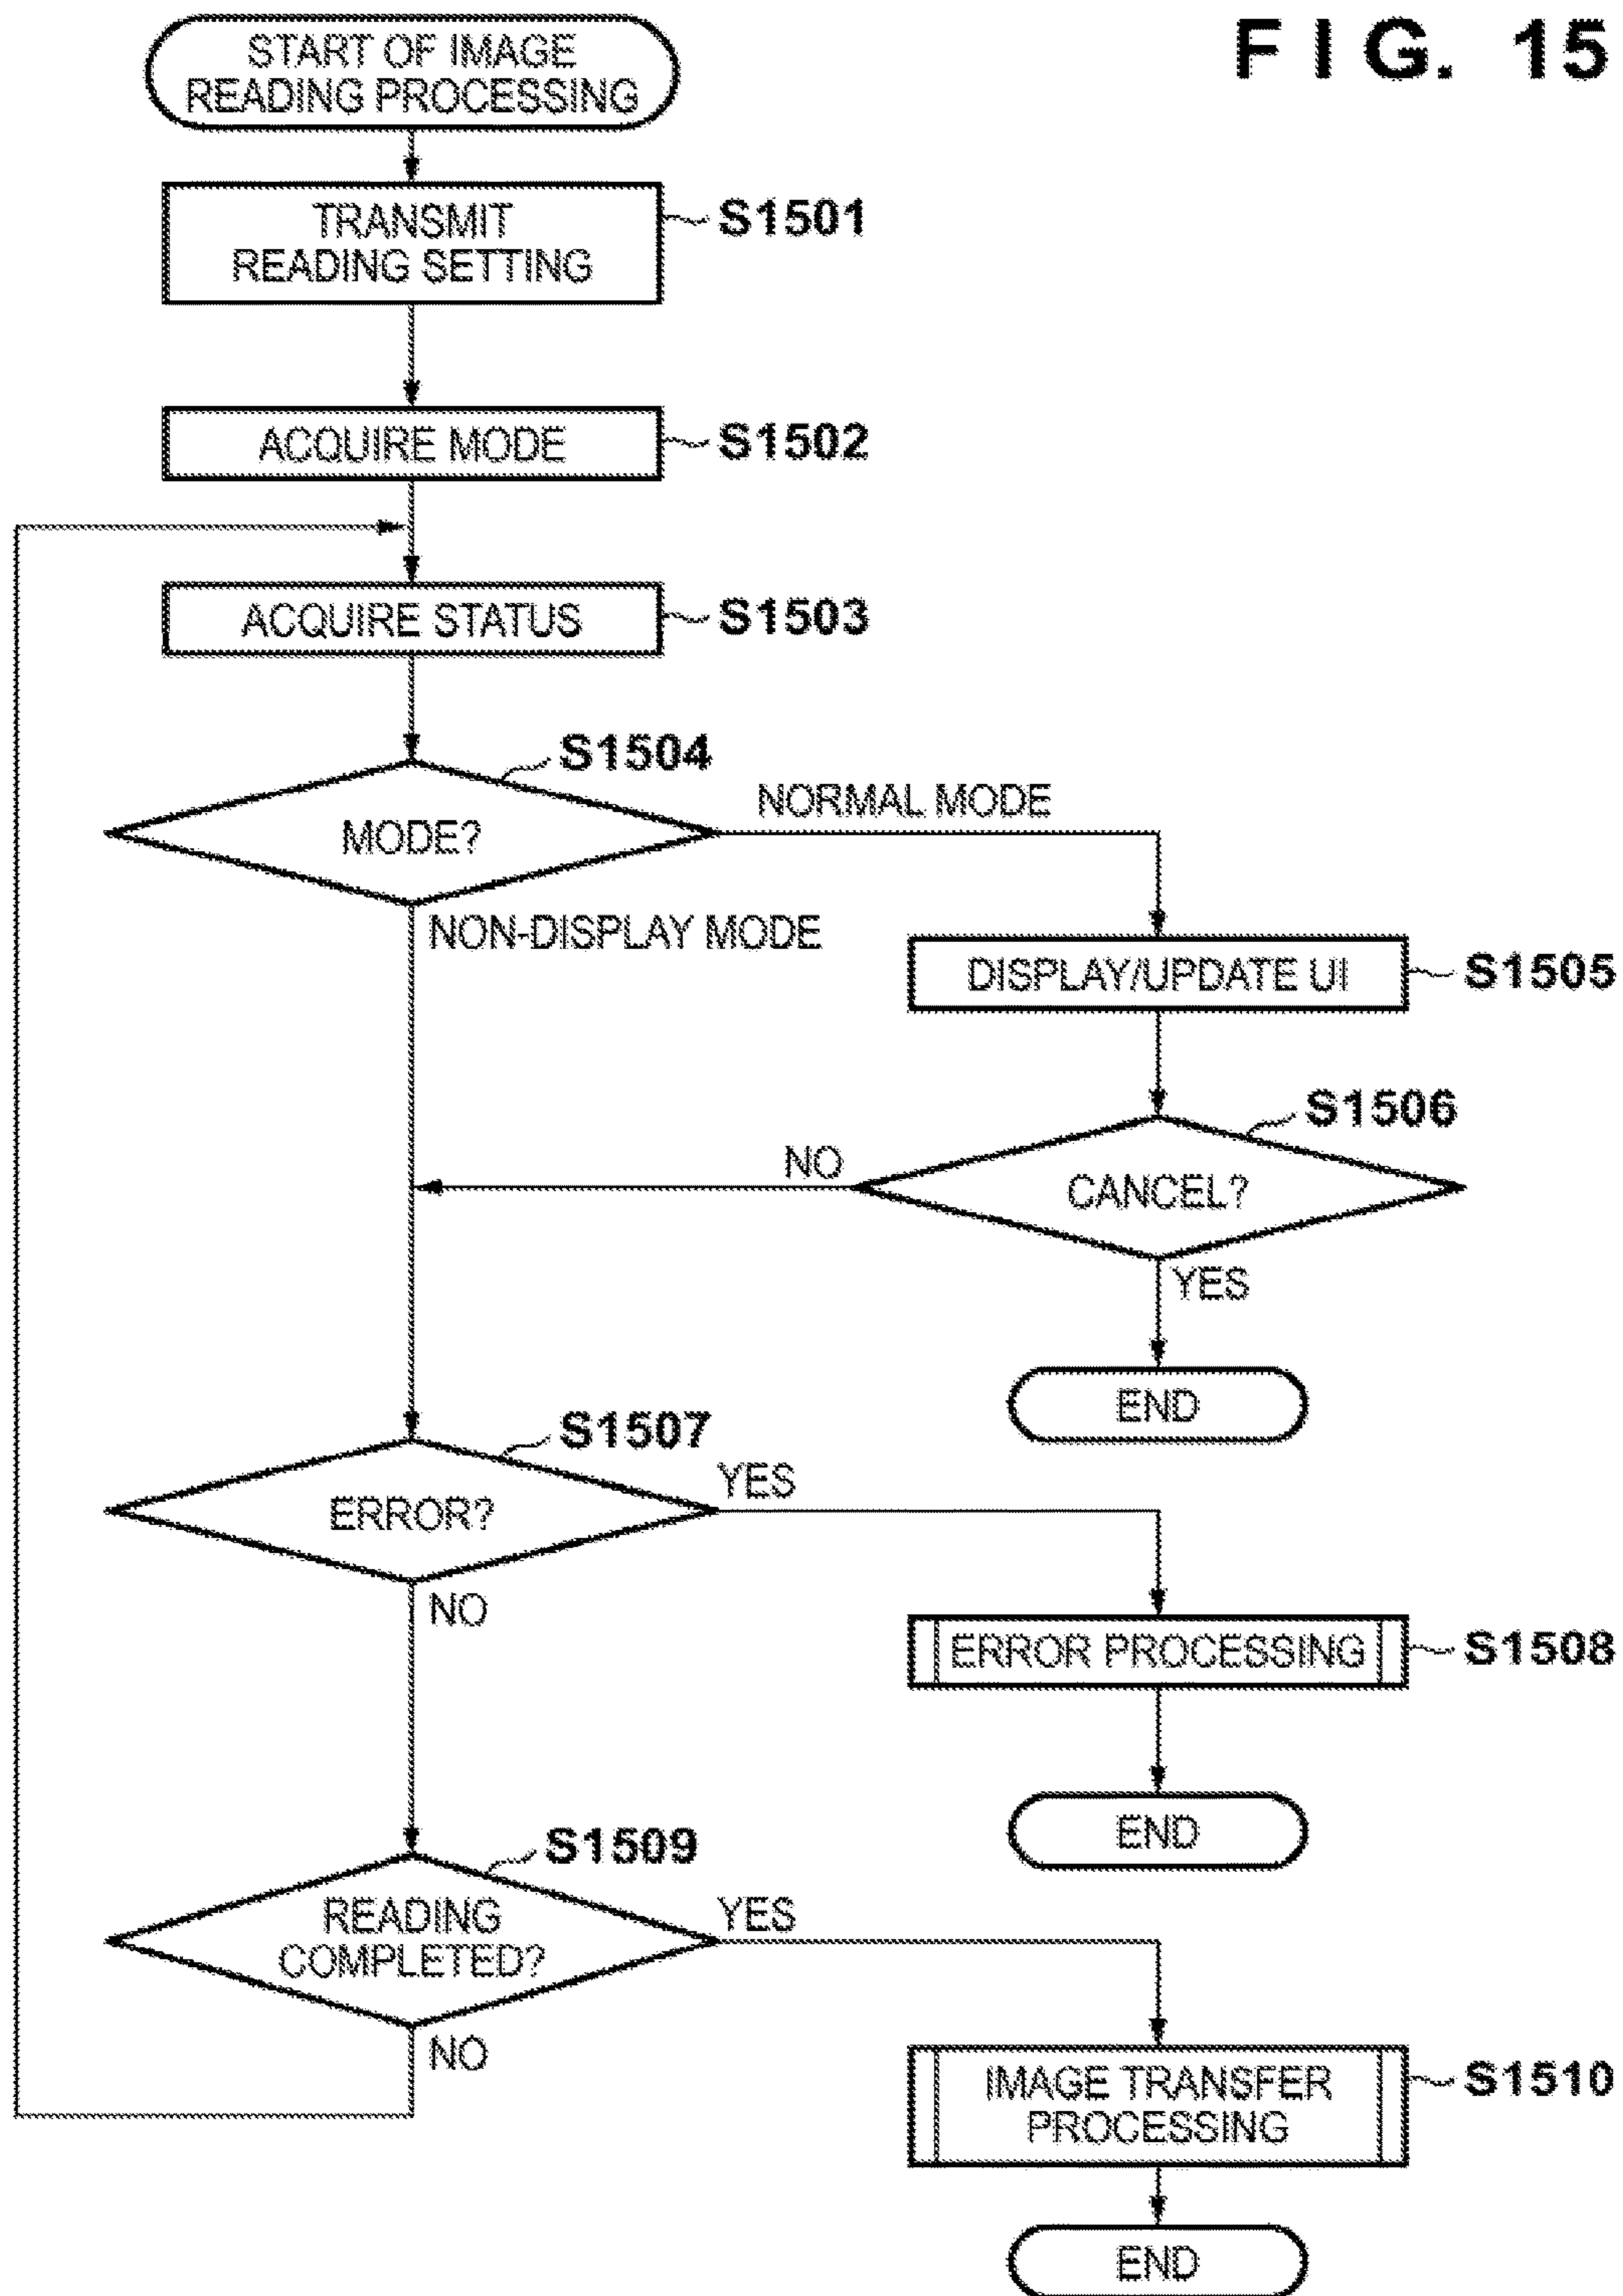 FIG. 15
START OF IMAGE
READING PROCESSING
TRANSMIT
READING SETTING
S1501
ACQUIRE MODE
S1502
ACQUIRE STATUS
S1503
S1504
MODE?
NORMAL MODE
NON-DISPLAY MODE
DISPLAY/UPDATE UI
S1505
S1506
CANCEL?
NO
YES
END
S1507
ERROR?
YES
NO
ERROR PROCESSING
S1508
END
S1509
READING
COMPLETED?
YES
NO
IMAGE TRANSFER
PROCESSING
S1510
END